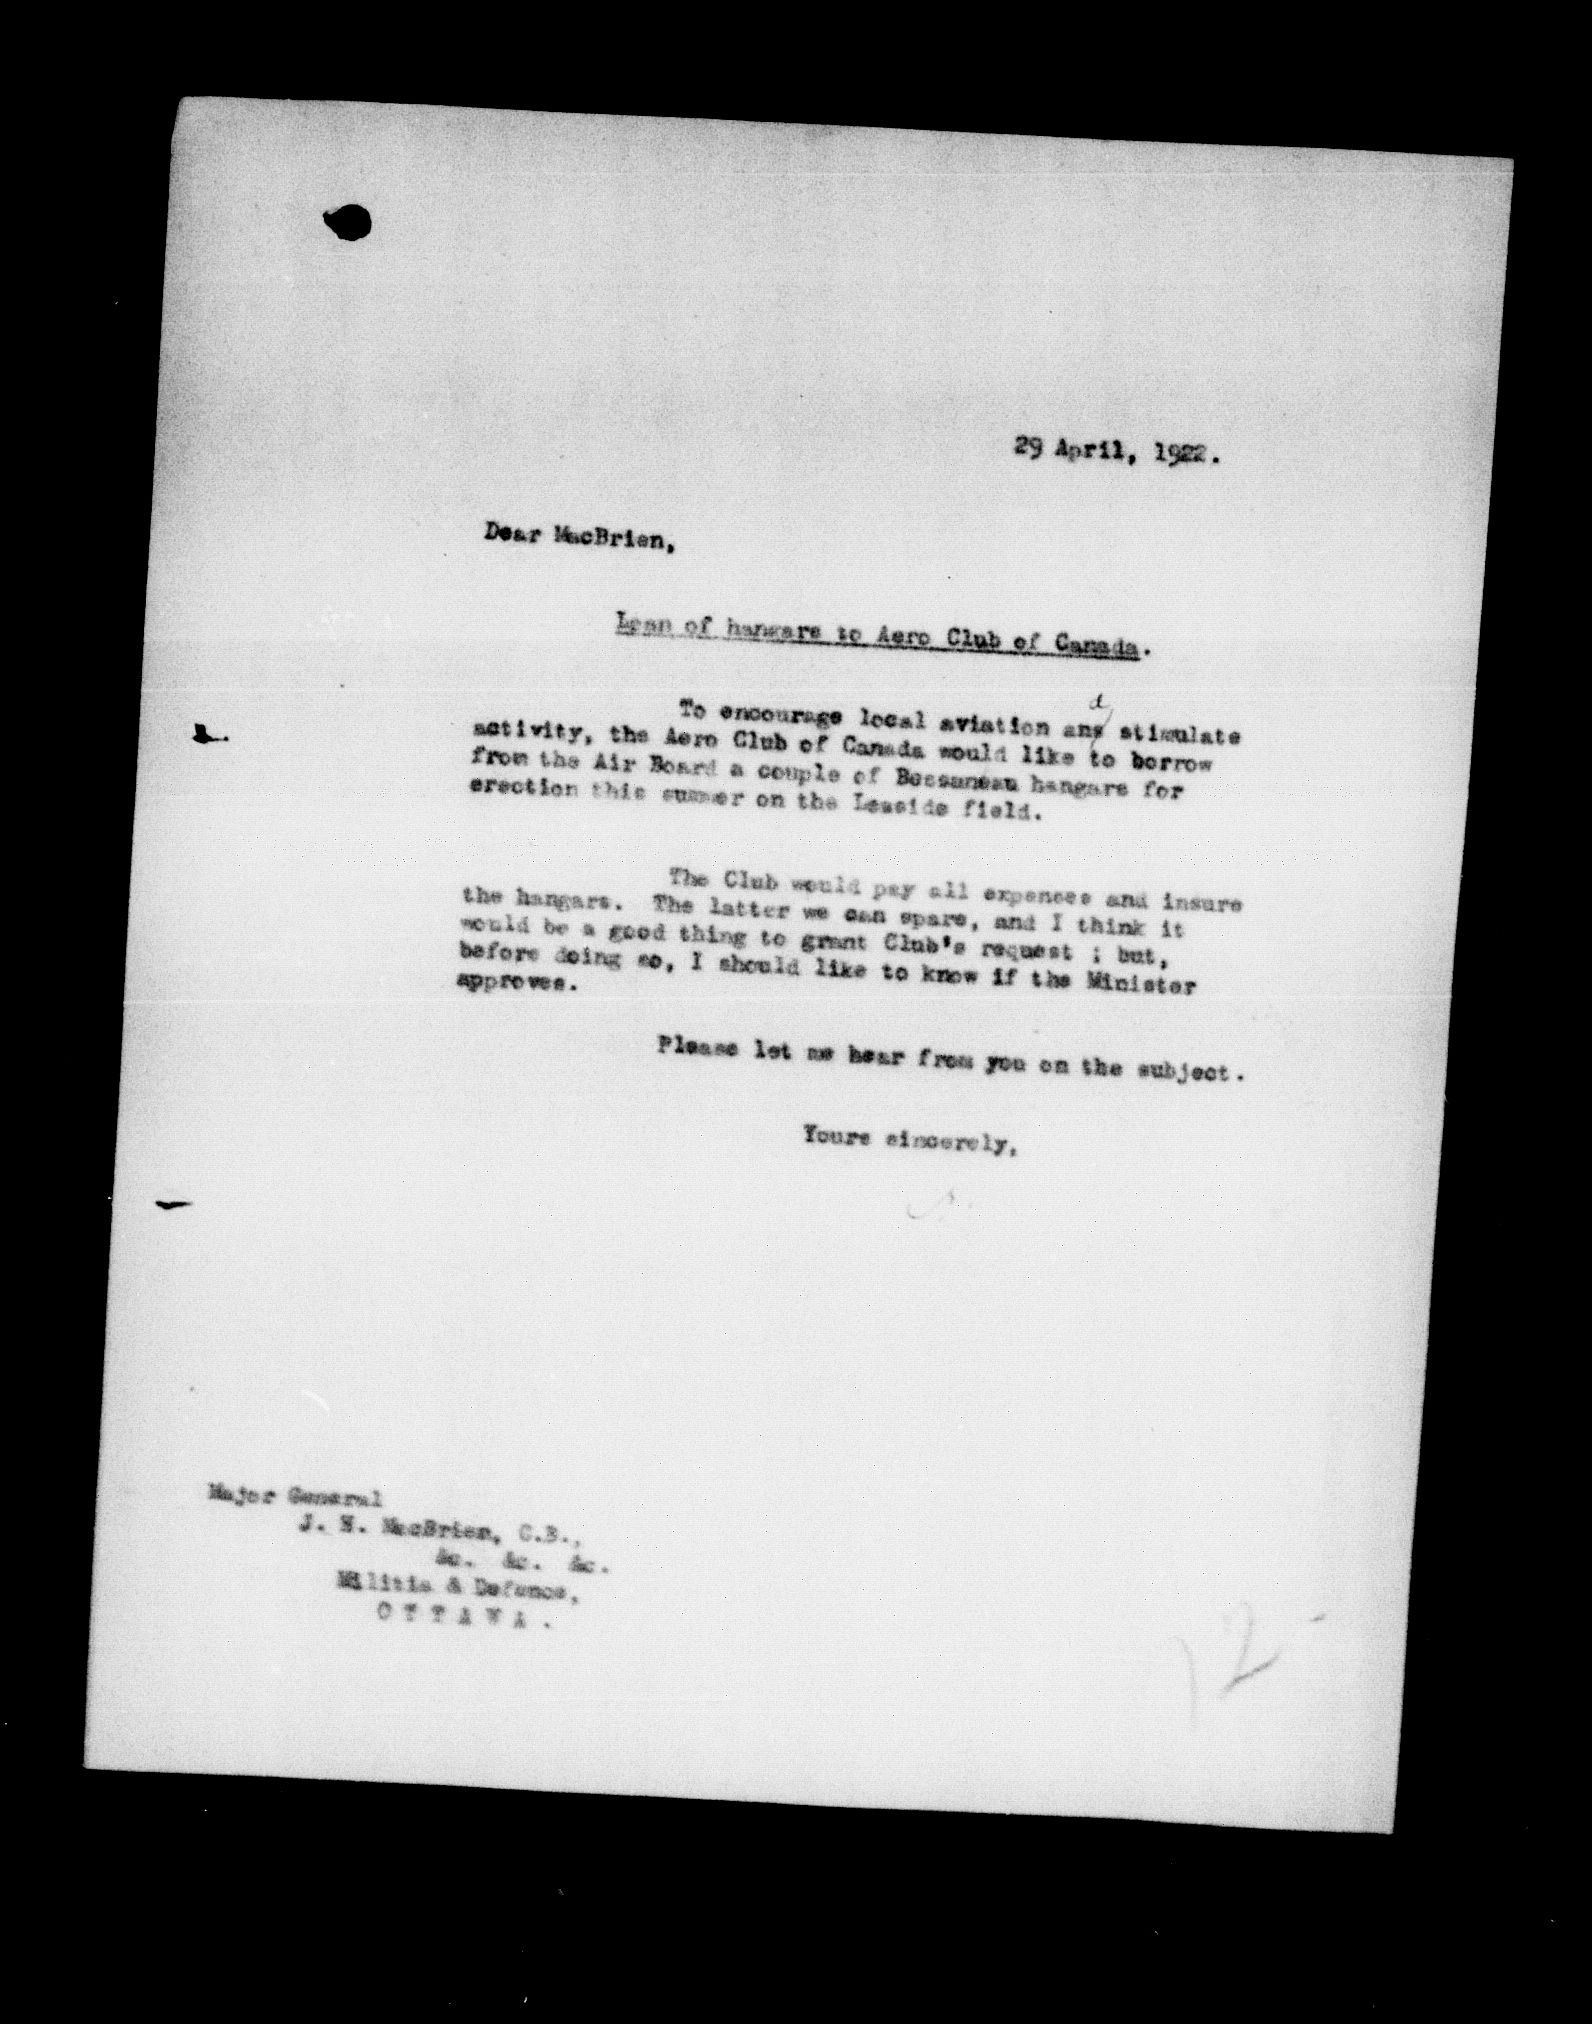 29 April, 1922.
Dear MacBrien,
Loan of hangars to Aero Club of Canada.
To encourage local aviation and stimulate
activity, the Aero Club of Canada would like to borrow
from the Air Board a couple of Bessaneau hangars for
erection this summer on the Leaside field.
The Club would pay all expenses and insure
the hangars. The latter we can spare, and I think it
would be a good thing to grant Club's request ; but,
before doing so, I should like to know if the Minister
approves.
Please let me hear from you on the subject.
Yours sincerely,
Major General
J. H. MacBrien, C.B.,
&c. &c. &c.
Militia & Defence,
O T T A W A .
12-